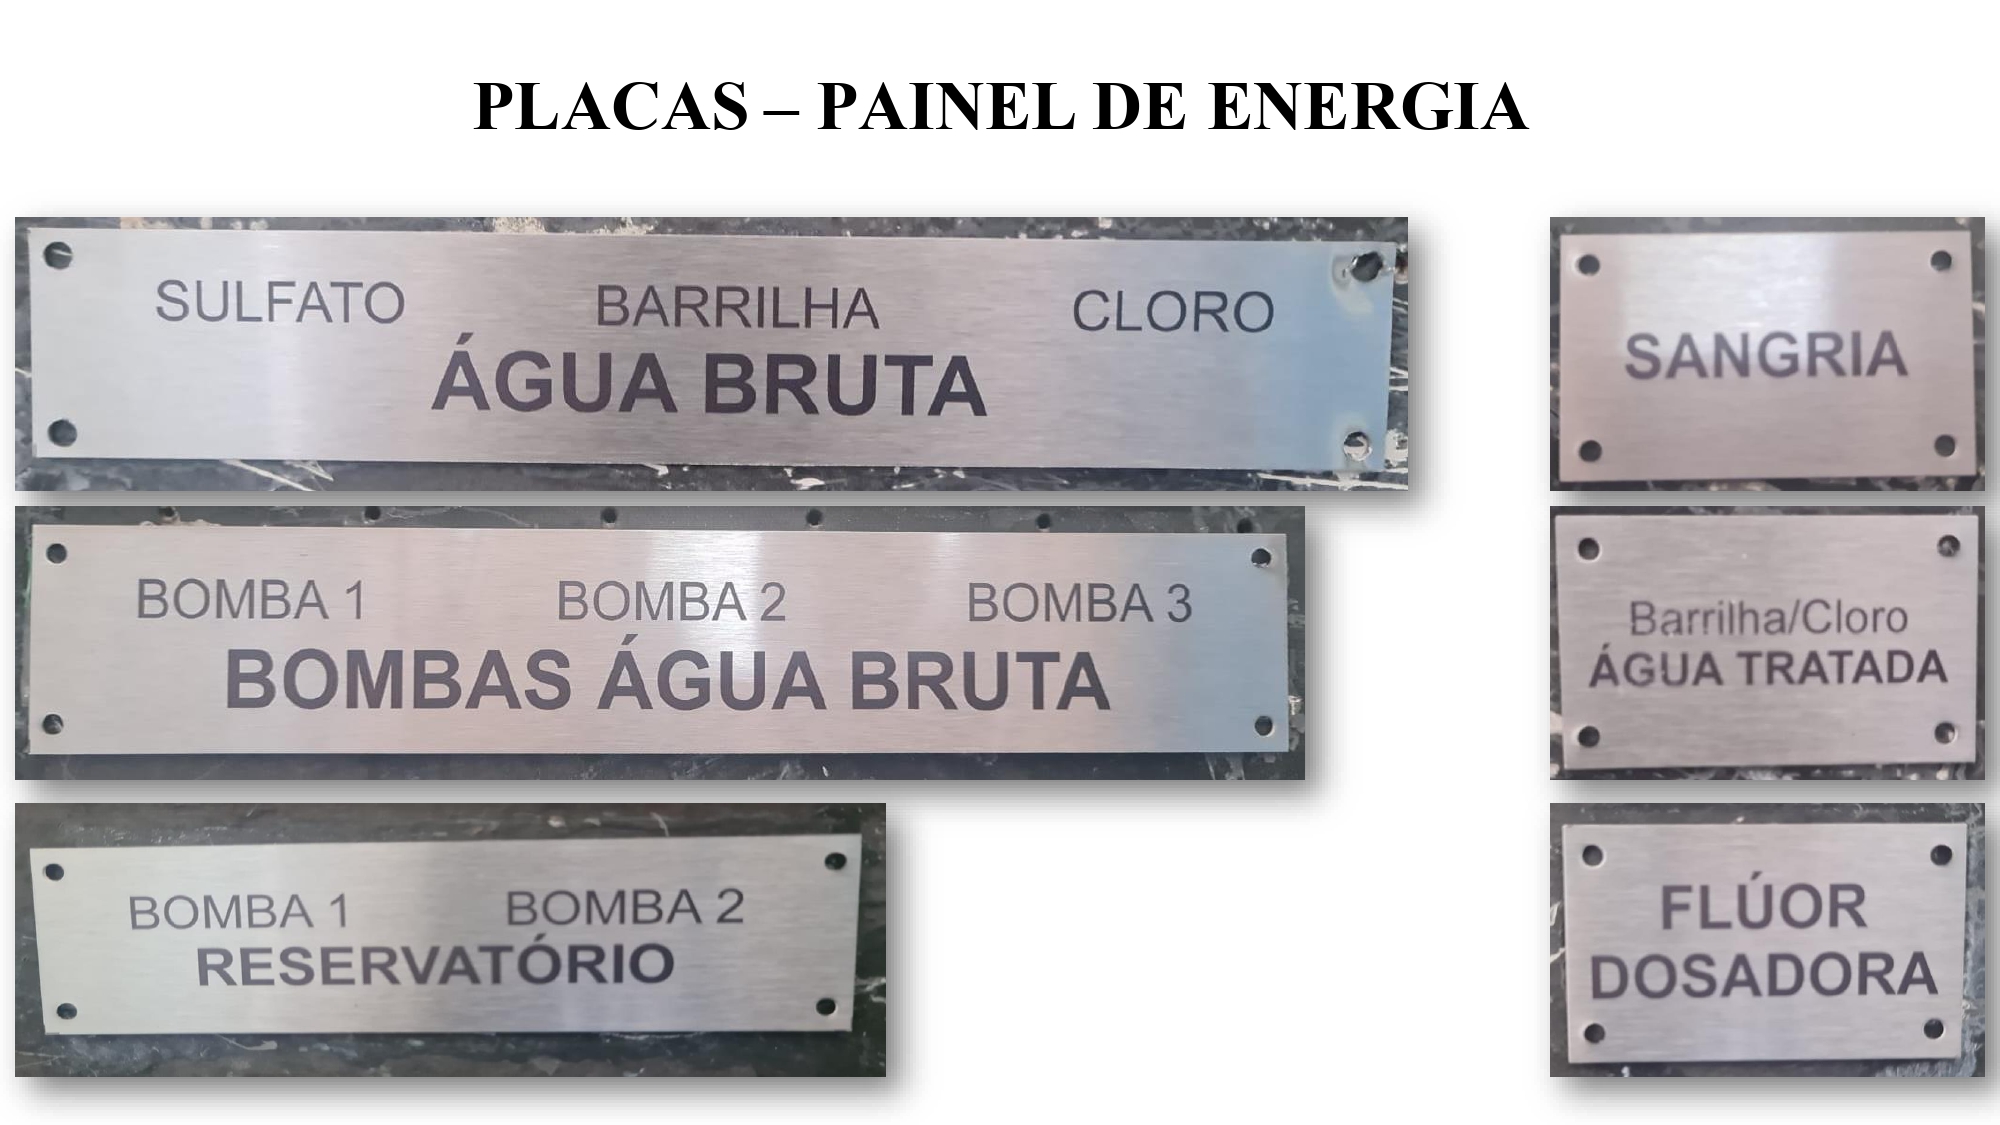 PLACAS – PAINEL DE ENERGIA
SULFATO BARRILHA CLORO
ÁGUA BRUTA
SANGRIA
BOMBA 1 BOMBA 2 BOMBA 3
BOMBAS ÁGUA BRUTA
Barrilha/Cloro
ÁGUA TRATADA
BOMBA 1 BOMBA 2
RESERVATÓRIO
FLÚOR
DOSADORA